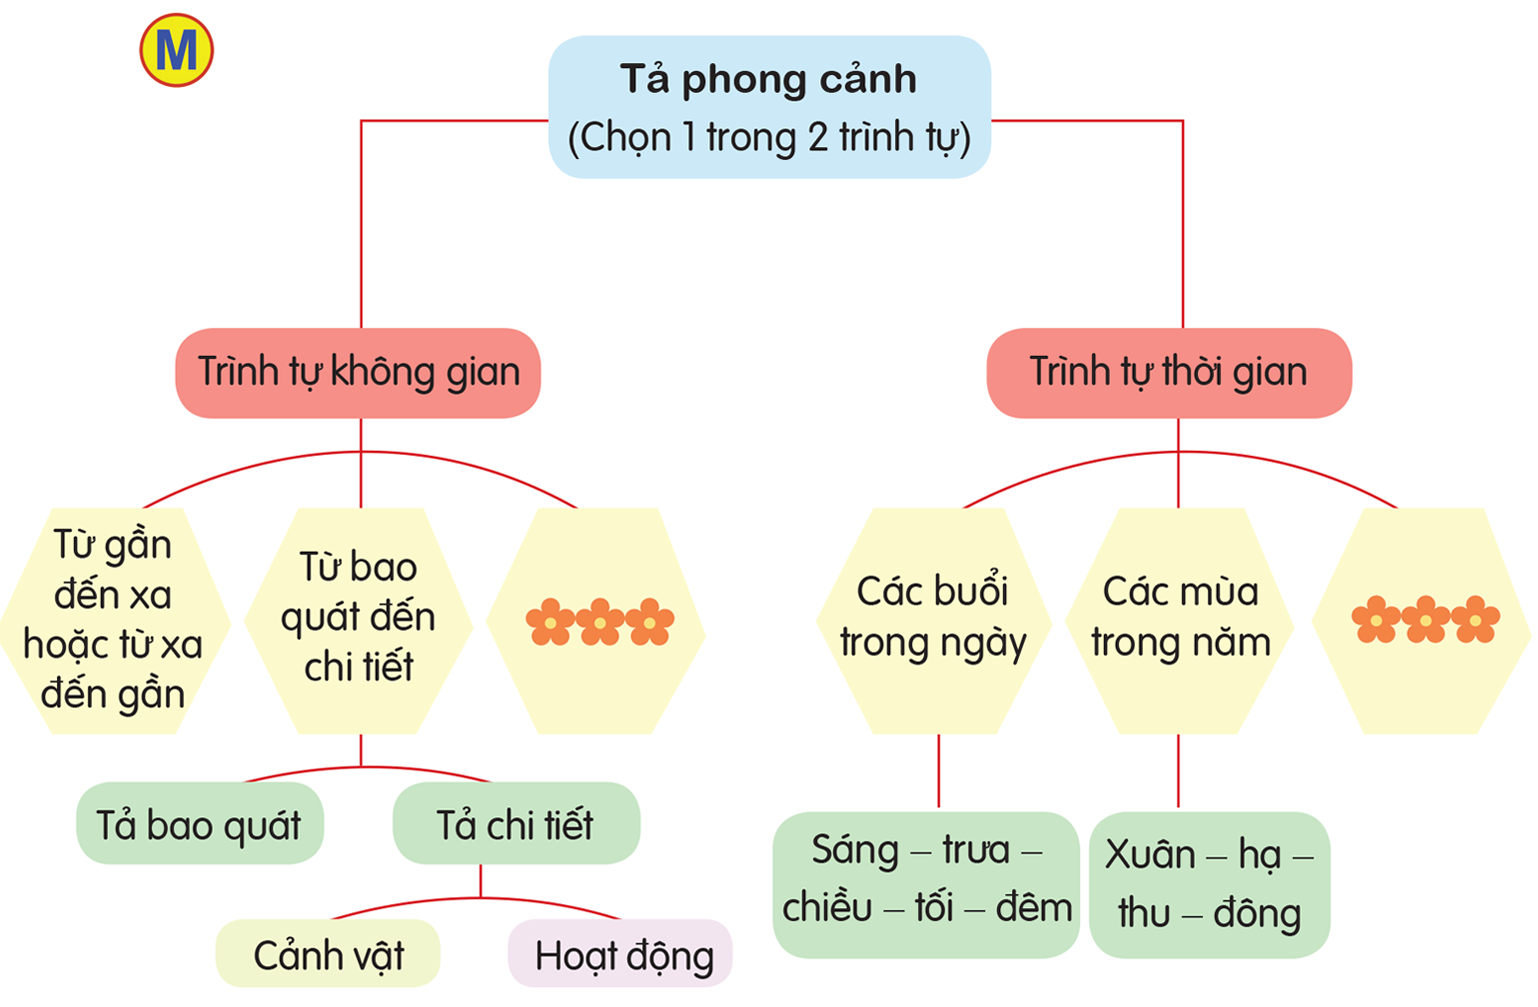 M
Tả phong cảnh
(Chọn 1 trong 2 trình tự)
Trình tự không gian
Trình tự thời gian
Từ gần
đến xa
hoặc từ xa
đến gần
Từ bao
quát đến
chi tiết
Các buổi
trong ngày
Các mùa
trong năm
Tả bao quát
Tả chi tiết
Sáng – trưa –
chiều – tối – đêm
Xuân – hạ –
thu – đông
Cảnh vật
Hoạt động